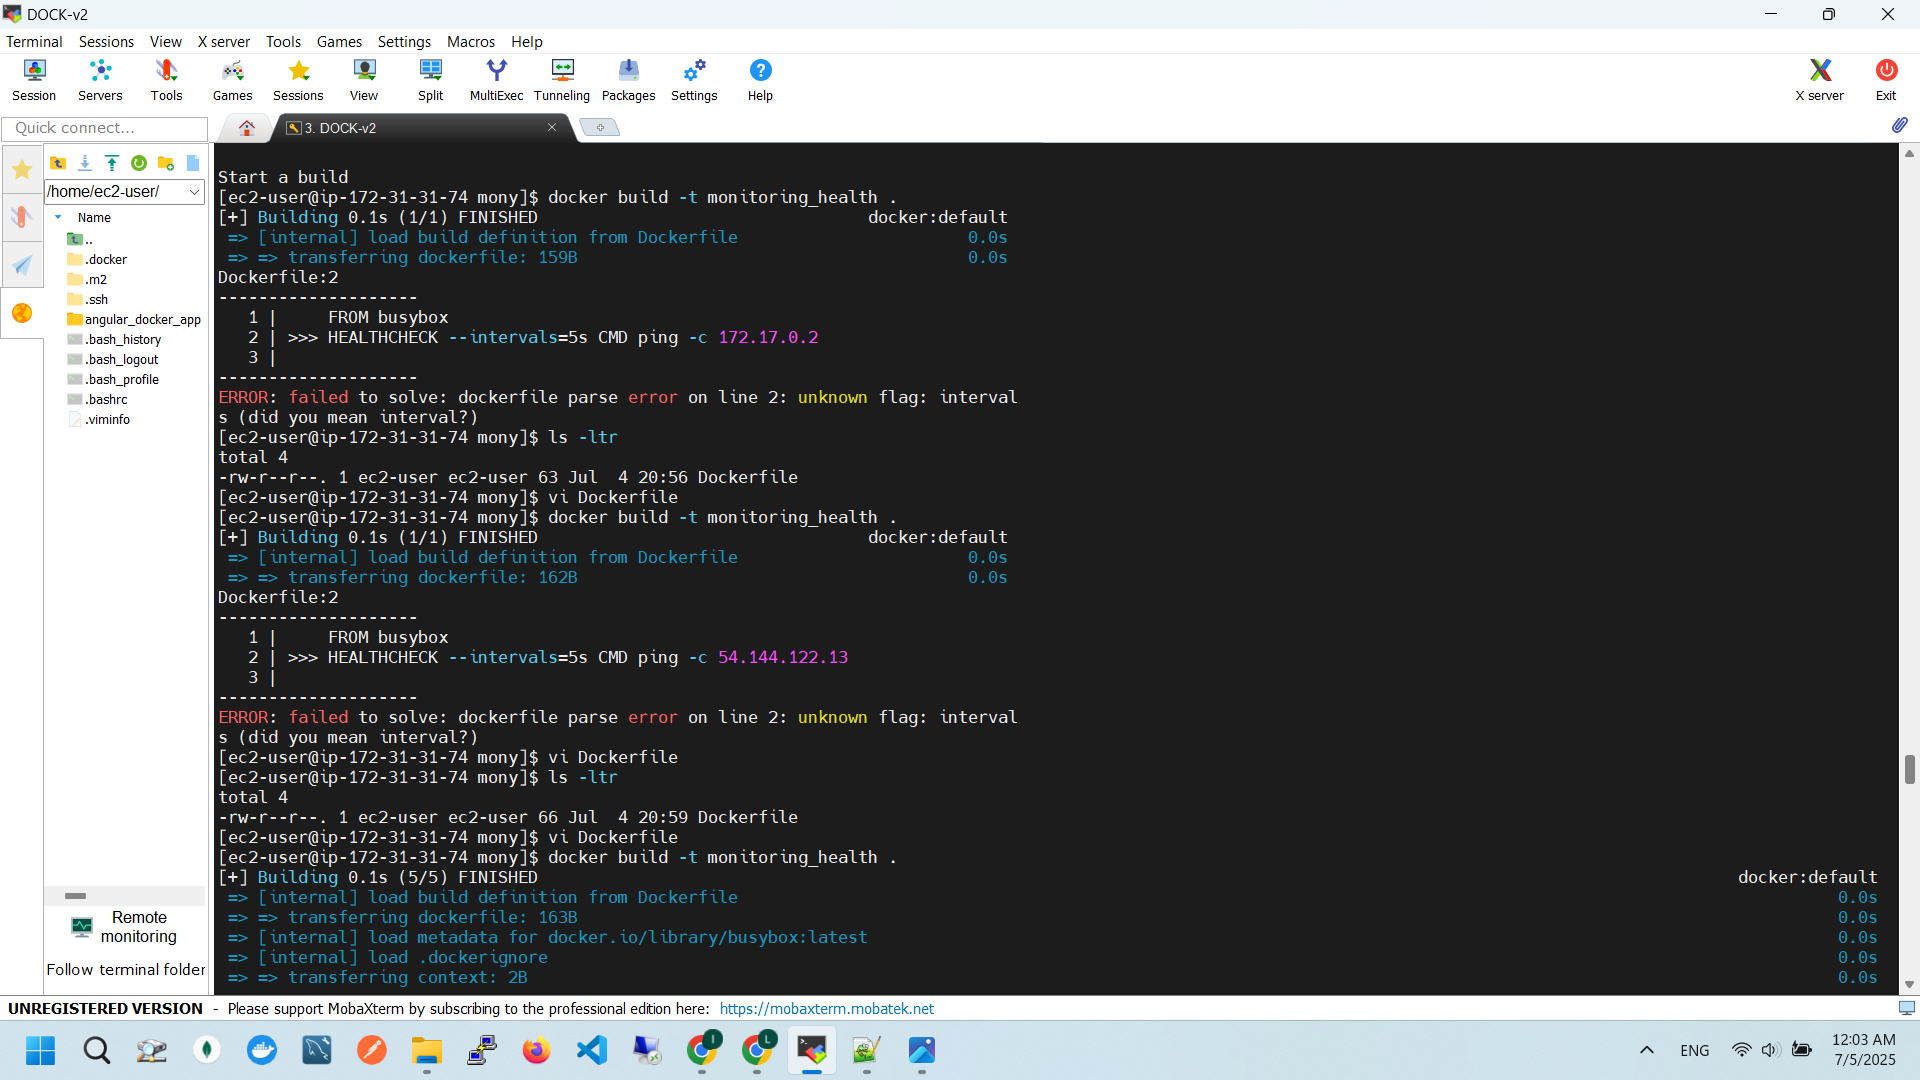 DOCK-v2
Terminal Sessions View X server Tools Games Settings Macros Help
Session Servers Tools Games Sessions View Split MultiExec Tunneling Packages Settings Help X server Exit
Quick connect...
3. DOCK-v2
/home/ec2-user/
Name
..
.docker
.m2
.ssh
angular_docker_app
.bash_history
.bash_logout
.bash_profile
.bashrc
.viminfo
Remote
monitoring
Follow terminal folder
Start a build
[ec2-user@ip-172-31-31-74 mony]$ docker build -t monitoring_health .
[+] Building 0.1s (1/1) FINISHED docker:default
=> [internal] load build definition from Dockerfile 0.0s
=> => transferring dockerfile: 159B 0.0s
Dockerfile:2
--------------------
1 | FROM busybox
2 | >>> HEALTHCHECK --intervals=5s CMD ping -c 172.17.0.2
3 |
--------------------
ERROR: failed to solve: dockerfile parse error on line 2: unknown flag: interval
s (did you mean interval?)
[ec2-user@ip-172-31-31-74 mony]$ ls -ltr
total 4
-rw-r--r--. 1 ec2-user ec2-user 63 Jul  4 20:56 Dockerfile
[ec2-user@ip-172-31-31-74 mony]$ vi Dockerfile
[ec2-user@ip-172-31-31-74 mony]$ docker build -t monitoring_health .
[+] Building 0.1s (1/1) FINISHED docker:default
=> [internal] load build definition from Dockerfile 0.0s
=> => transferring dockerfile: 162B 0.0s
Dockerfile:2
--------------------
1 | FROM busybox
2 | >>> HEALTHCHECK --intervals=5s CMD ping -c 54.144.122.13
3 |
--------------------
ERROR: failed to solve: dockerfile parse error on line 2: unknown flag: interval
s (did you mean interval?)
[ec2-user@ip-172-31-31-74 mony]$ vi Dockerfile
[ec2-user@ip-172-31-31-74 mony]$ ls -ltr
total 4
-rw-r--r--. 1 ec2-user ec2-user 66 Jul  4 20:59 Dockerfile
[ec2-user@ip-172-31-31-74 mony]$ vi Dockerfile
[ec2-user@ip-172-31-31-74 mony]$ docker build -t monitoring_health .
[+] Building 0.1s (5/5) FINISHED docker:default
=> [internal] load build definition from Dockerfile 0.0s
=> => transferring dockerfile: 163B 0.0s
=> [internal] load metadata for docker.io/library/busybox:latest 0.0s
=> [internal] load .dockerignore 0.0s
=> => transferring context: 2B 0.0s
UNREGISTERED VERSION - Please support MobaXterm by subscribing to the professional edition here: https://mobaxterm.mobatek.net
I
L
ENG
12:03 AM
7/5/2025